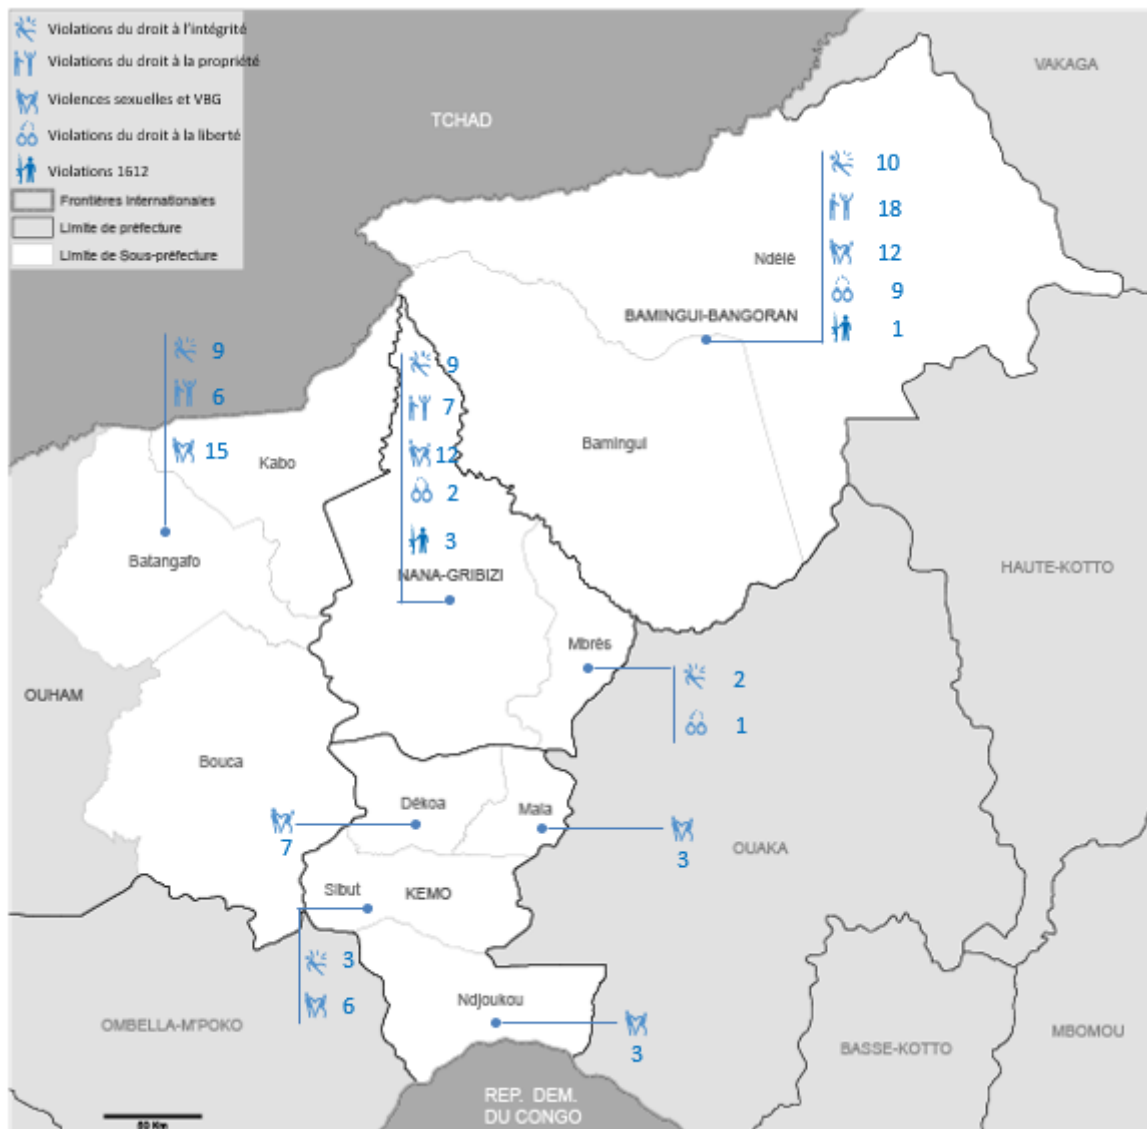 Violations du droit à l'intégrité
Violations du droit à la propriété
Violences sexuelles et VBG
Violations du droit à la liberté
Violations 1612
Frontières Internationales
Limite de préfecture
Limite de Sous-préfecture
TCHAD
VAKAGA
10
18
12
9
1
Ndélé
BAMINGUI-BANGORAN
9
6
15
9
7
12
2
3
Kabo
Bamingui
Batangafo
NANA-GRIBIZI
HAUTE-KOTTO
Mbrès
2
1
OUHAM
Bouca
Dékoa
Mala
7
3
OUAKA
Sibut
KEMO
3
6
Ndjoukou
3
OMBELLA-M'POKO
BASSE-KOTTO
MBOMOU
REP. DEM.
DU CONGO
50 Km